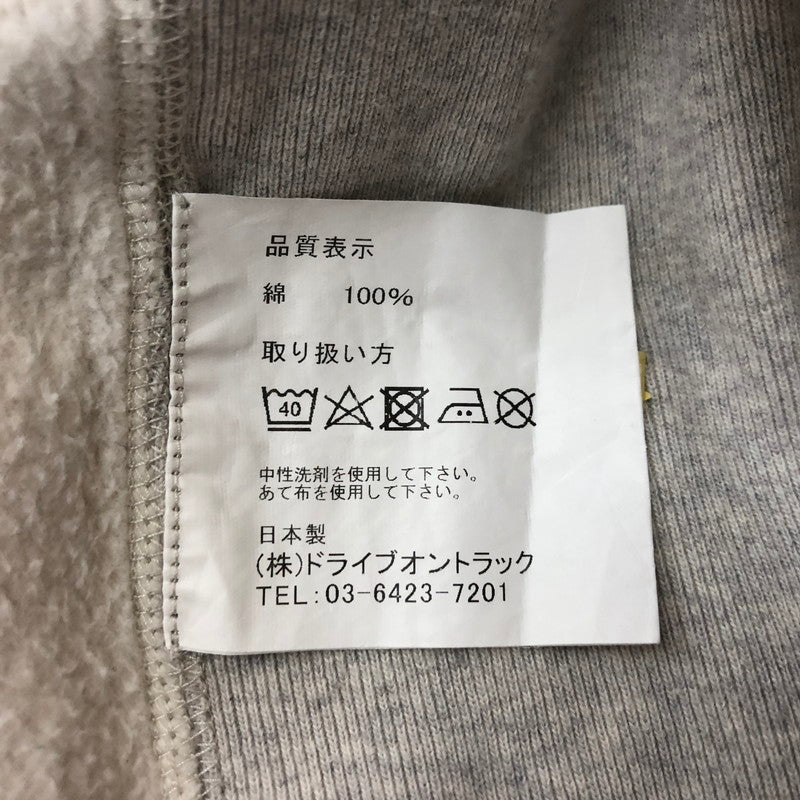 品質表示
綿 100%
取り扱い方
40
中性洗剤を使用して下さい。
あて布を使用して下さい。
日本製
(株)ドライブオントラック
TEL:03-6423-7201